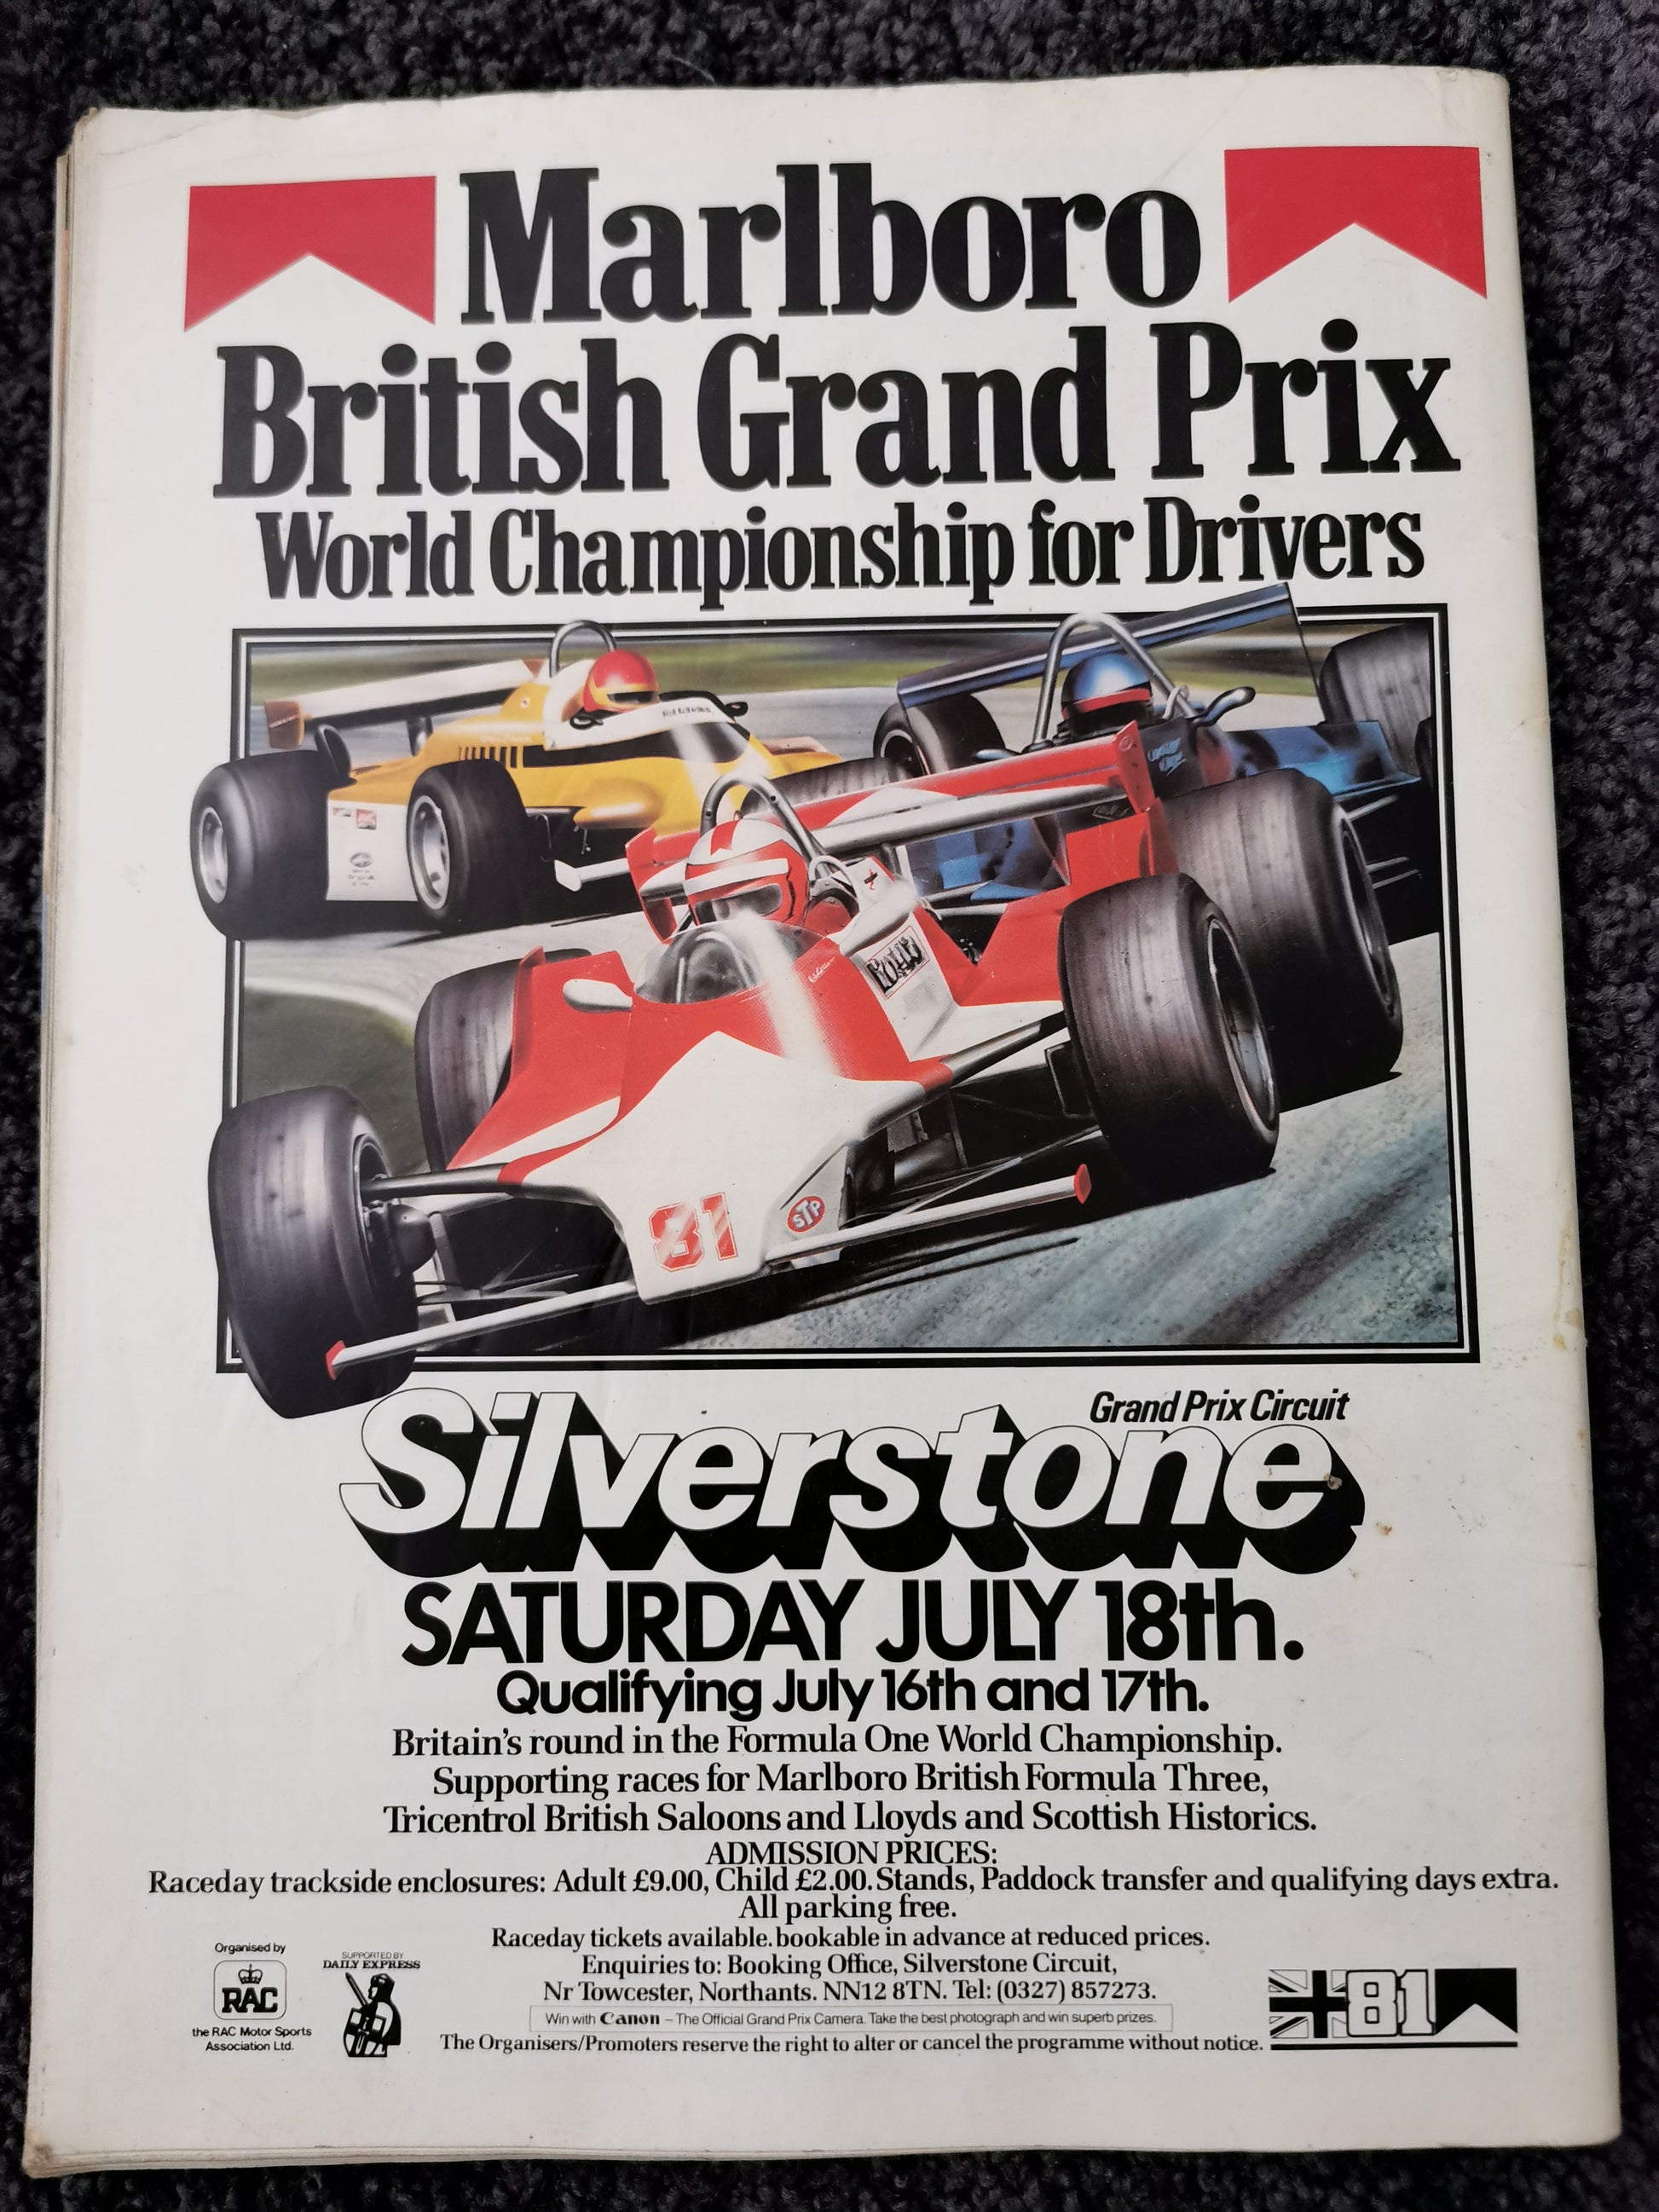 Marlboro
British Grand Prix
World Championship for Drivers
81
STP
Grand Prix Circuit
Silverstone
SATURDAY JULY 18th.
Qualifying July 16th and 17th.
Britain's round in the Formula One World Championship.
Supporting races for Marlboro British Formula Three,
Tricentrol British Saloons and Lloyds and Scottish Historics.
ADMISSION PRICES:
Raceday trackside enclosures: Adult £9.00, Child £2.00. Stands, Paddock transfer and qualifying days extra.
All parking free.
Raceday tickets available. bookable in advance at reduced prices.
Enquiries to: Booking Office, Silverstone Circuit,
Nr Towcester, Northants. NN12 8TN. Tel: (0327) 857273.
Win with Canon – The Official Grand Prix Camera. Take the best photograph and win superb prizes.
The Organisers/Promoters reserve the right to alter or cancel the programme without notice.
Organised by
RAC
the RAC Motor Sports
Association Ltd.
SUPPORTED BY
DAILY EXPRESS
81